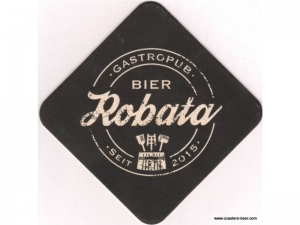 · GASTROPUB ·
BIER
Robata
SEIT 2015
www.coasters-beer.com